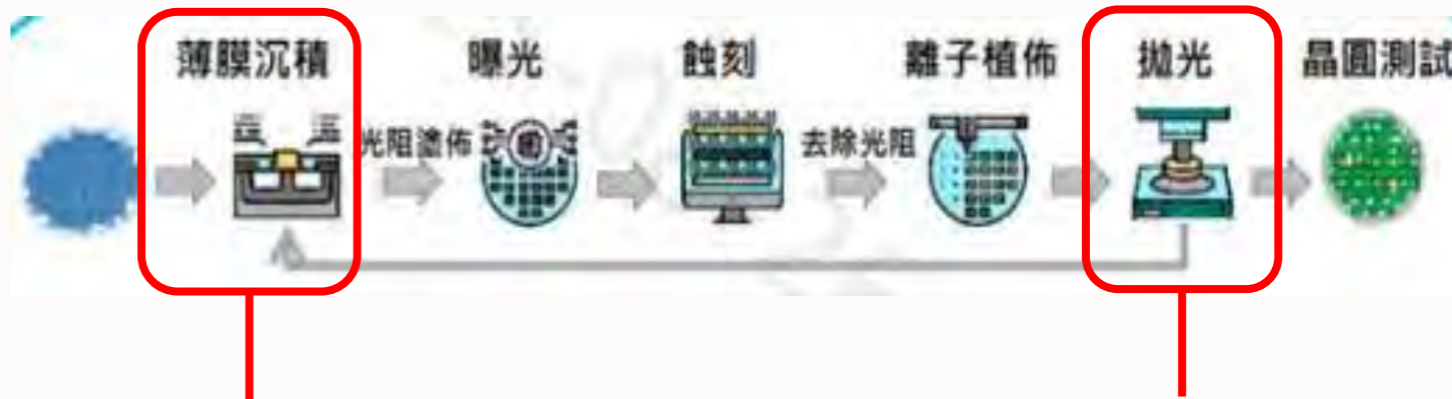 薄膜沉積
曝光
蝕刻
離子植佈
拋光
晶圓測試
光阻塗佈
去除光阻